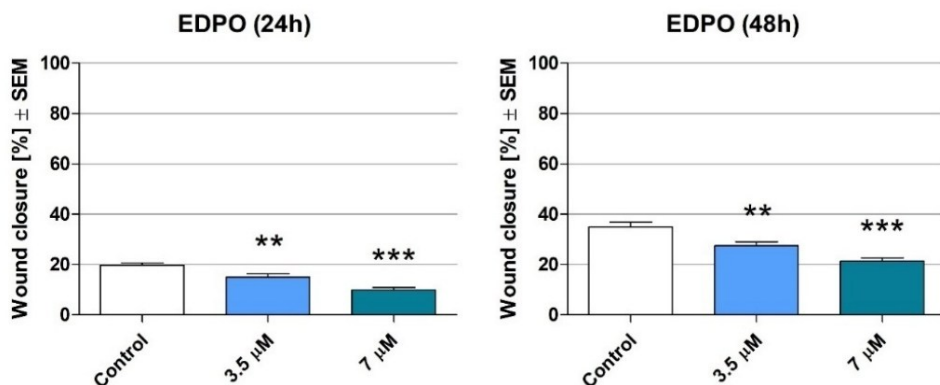 EDPO (24h)
Wound closure [%] ± SEM
100
80
60
40
20
0
**
***
Control
3.5 µM
7 µM
EDPO (48h)
Wound closure [%] ± SEM
100
80
60
40
20
0
**
***
Control
3.5 µM
7 µM